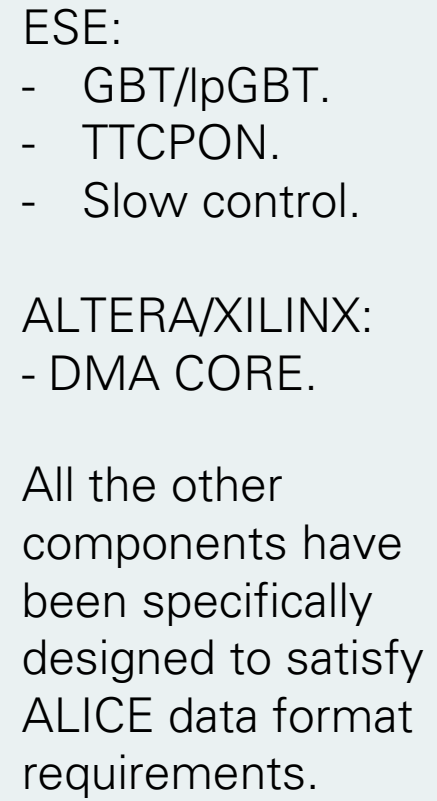 ESE:
- GBT/lpGBT.
- TTCPON.
- Slow control.
ALTERA/XILINX:
- DMA CORE.
All the other
components have
been specifically
designed to satisfy
ALICE data format
requirements.